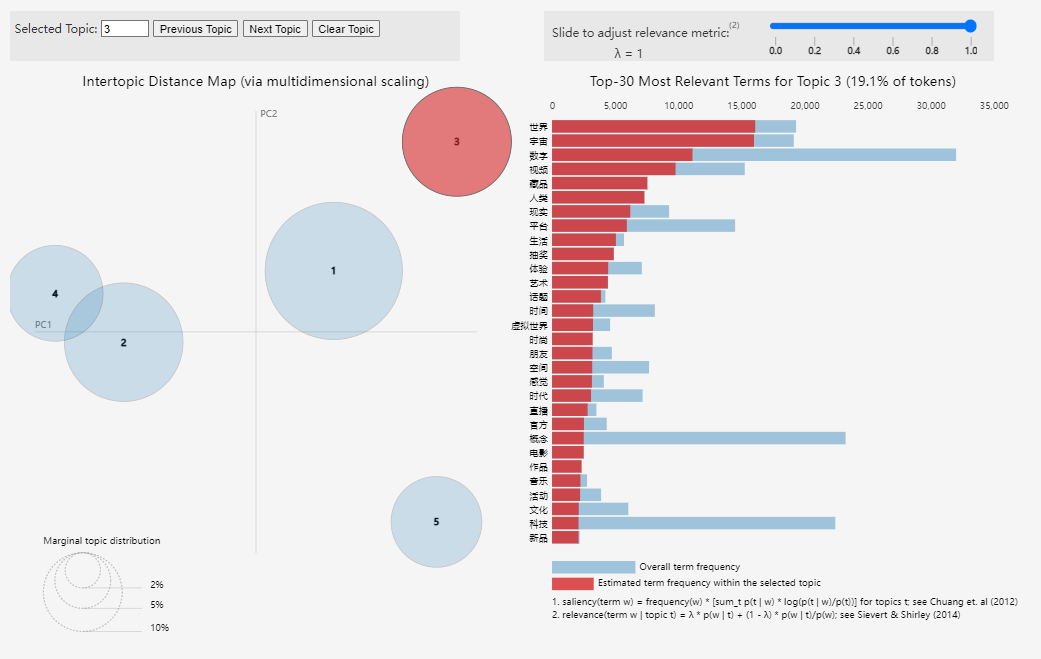 Selected Topic: 3 Previous Topic Next Topic Clear Topic
Slide to adjust relevance metric:(2)
λ = 1
0.0 0.2 0.4 0.6 0.8 1.0
Intertopic Distance Map (via multidimensional scaling)
PC2
PC1
3
1
4
2
5
Marginal topic distribution
2%
5%
10%
Top-30 Most Relevant Terms for Topic 3 (19.1% of tokens)
0 5,000 10,000 15,000 20,000 25,000 30,000 35,000
世界
宇宙
数字
视频
藏品
人类
现实
平台
生活
抽奖
体验
艺术
话题
时间
虚拟世界
时尚
朋友
空间
感觉
时代
直播
官方
概念
电影
作品
音乐
活动
文化
科技
新品
Overall term frequency
Estimated term frequency within the selected topic
1. saliency(term w) = frequency(w) * [sum_t p(t | w) * log(p(t | w)/p(t))] for topics t; see Chuang et. al (2012)
2. relevance(term w | topic t) = λ * p(w | t) + (1 - λ) * p(w | t)/p(w); see Sievert & Shirley (2014)